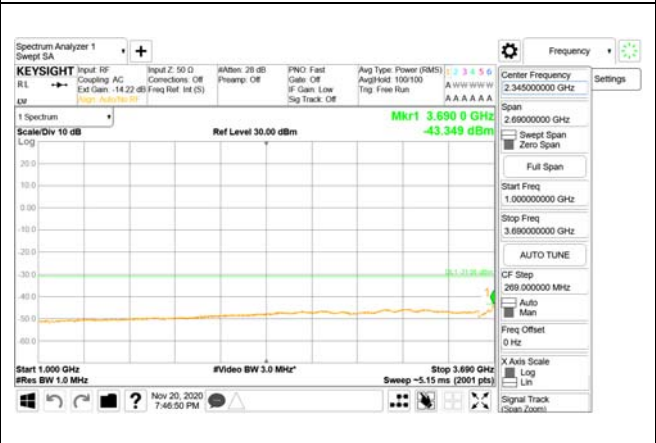 Spectrum Analyzer 1
Swept SA
+
Frequency
KEYSIGHT
RL
Input: RF
Coupling: AC
Ext Gain: -14.22 dB
Align: Auto/No RF
Input Z: 50 Ω
Corrections: Off
Freq Ref: Int (S)
#Atten: 28 dB
Preamp: Off
PNO: Fast
Gate: Off
IF Gain: Low
Sig Track: Off
Avg Type: Power (RMS)
Avg|Hold: 100/100
Trig: Free Run
1 2 3 4 5 6
A W W W W W
A A A A A A
1 Spectrum
Scale/Div 10 dB
Log
Ref Level 30.00 dBm
Mkr1 3.690 0 GHz
-43.349 dBm
20.0
10.0
0.00
-10.0
-20.0
-30.0
-40.0
-50.0
-60.0
1
Start 1.000 GHz
#Res BW 1.0 MHz
#Video BW 3.0 MHz*
Stop 3.690 GHz
Sweep ~5.15 ms (2001 pts)
Nov 20, 2020
7:46:50 PM
Settings
Center Frequency
2.345000000 GHz
Span
2.69000000 GHz
Swept Span
Zero Span
Full Span
Start Freq
1.000000000 GHz
Stop Freq
3.690000000 GHz
AUTO TUNE
CF Step
269.000000 MHz
Auto
Man
Freq Offset
0 Hz
X Axis Scale
Log
Lin
Signal Track
(Span Zoom)